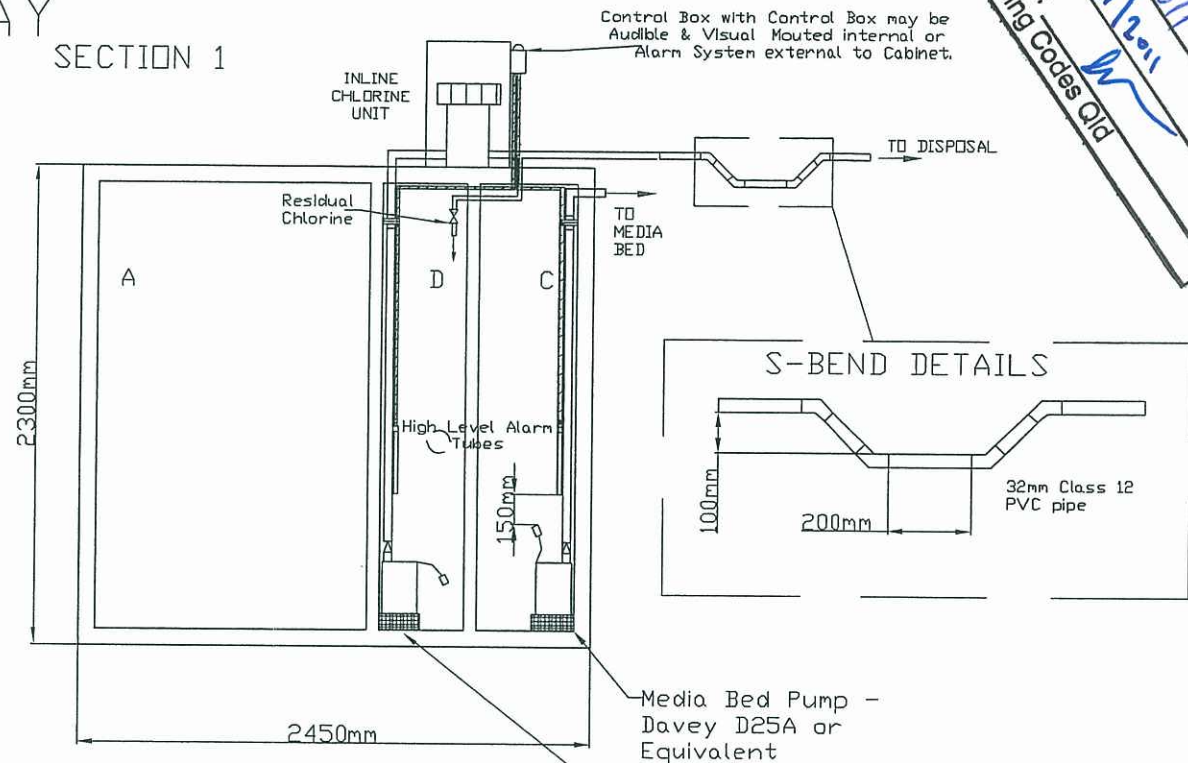 AY
SECTION 1
Control Box with Control Box may be
Audible & Visual Mouted internal or
Alarm System external to Cabinet.
INLINE
CHLORINE
UNIT
TO DISPOSAL
Residual
Chlorine
TO
MEDIA
BED
A
D
C
2300mm
High Level Alarm
Tubes
150mm
S-BEND DETAILS
100mm
200mm
32mm Class 12
PVC pipe
Media Bed Pump -
Davey D25A or
Equivalent
2450mm
/2011
ing Codes Qld